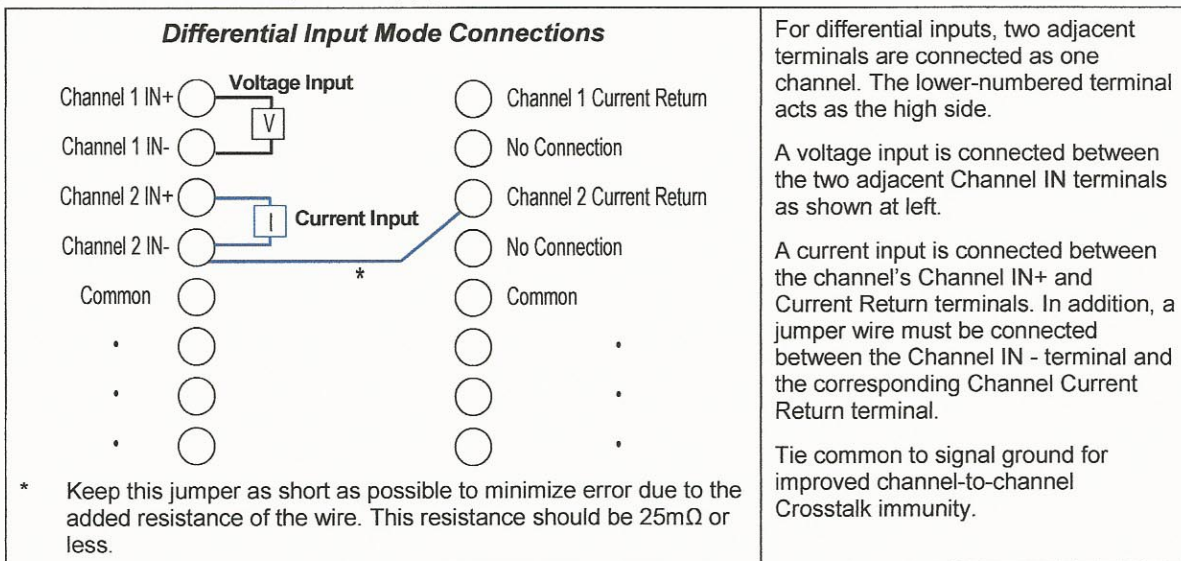 Differential Input Mode Connections
Channel 1 IN+
Voltage Input
Channel 1 Current Return
V
Channel 1 IN-
No Connection
Channel 2 IN+
Channel 2 Current Return
I
Current Input
Channel 2 IN-
No Connection
*
Common
Common
* Keep this jumper as short as possible to minimize error due to the
added resistance of the wire. This resistance should be 25mΩ or
less.
For differential inputs, two adjacent
terminals are connected as one
channel. The lower-numbered terminal
acts as the high side.
A voltage input is connected between
the two adjacent Channel IN terminals
as shown at left.
A current input is connected between
the channel's Channel IN+ and
Current Return terminals. In addition, a
jumper wire must be connected
between the Channel IN - terminal and
the corresponding Channel Current
Return terminal.
Tie common to signal ground for
improved channel-to-channel
Crosstalk immunity.